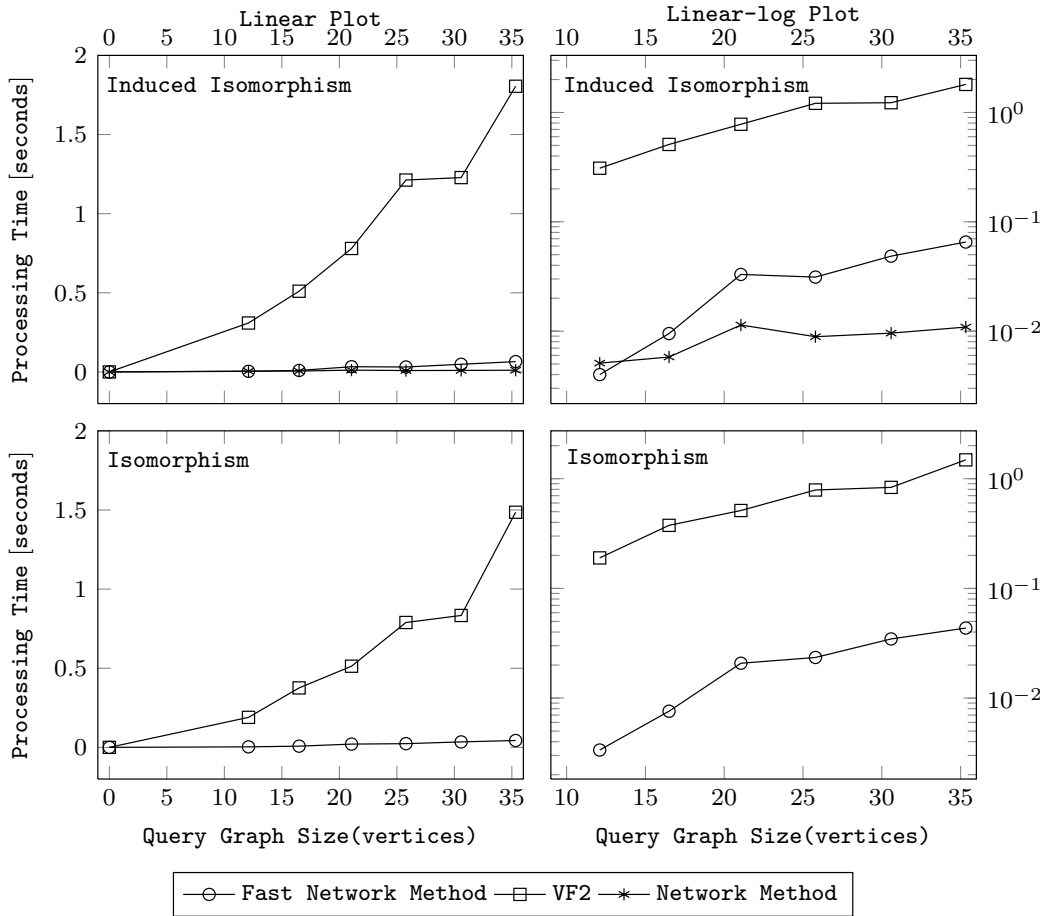 Linear Plot
Linear-log Plot
0 5 10 15 20 25 30 35
10 15 20 25 30 35
Processing Time [seconds]
2
1.5
1
0.5
0
Induced Isomorphism
Induced Isomorphism
10^0
10^-1
10^-2
Processing Time [seconds]
2
1.5
1
0.5
0
Isomorphism
Isomorphism
10^0
10^-1
10^-2
0 5 10 15 20 25 30 35
10 15 20 25 30 35
Query Graph Size(vertices)
Query Graph Size(vertices)
Fast Network Method VF2 Network Method